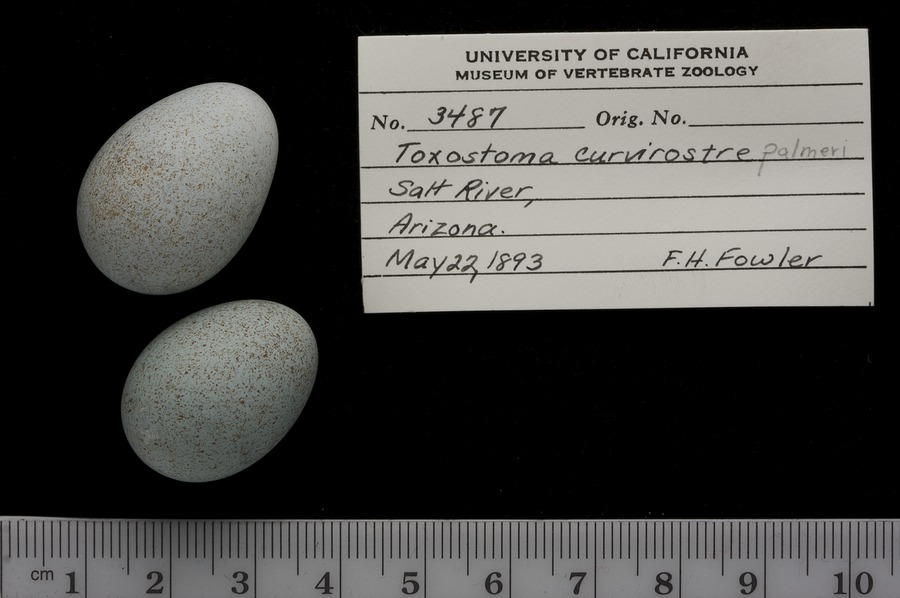 UNIVERSITY OF CALIFORNIA
MUSEUM OF VERTEBRATE ZOOLOGY
No. 3487 Orig. No.
Toxostoma curvirostre palmeri
Salt River,
Arizona.
May 22, 1893 F.H. Fowler
cm 1 2 3 4 5 6 7 8 9 10